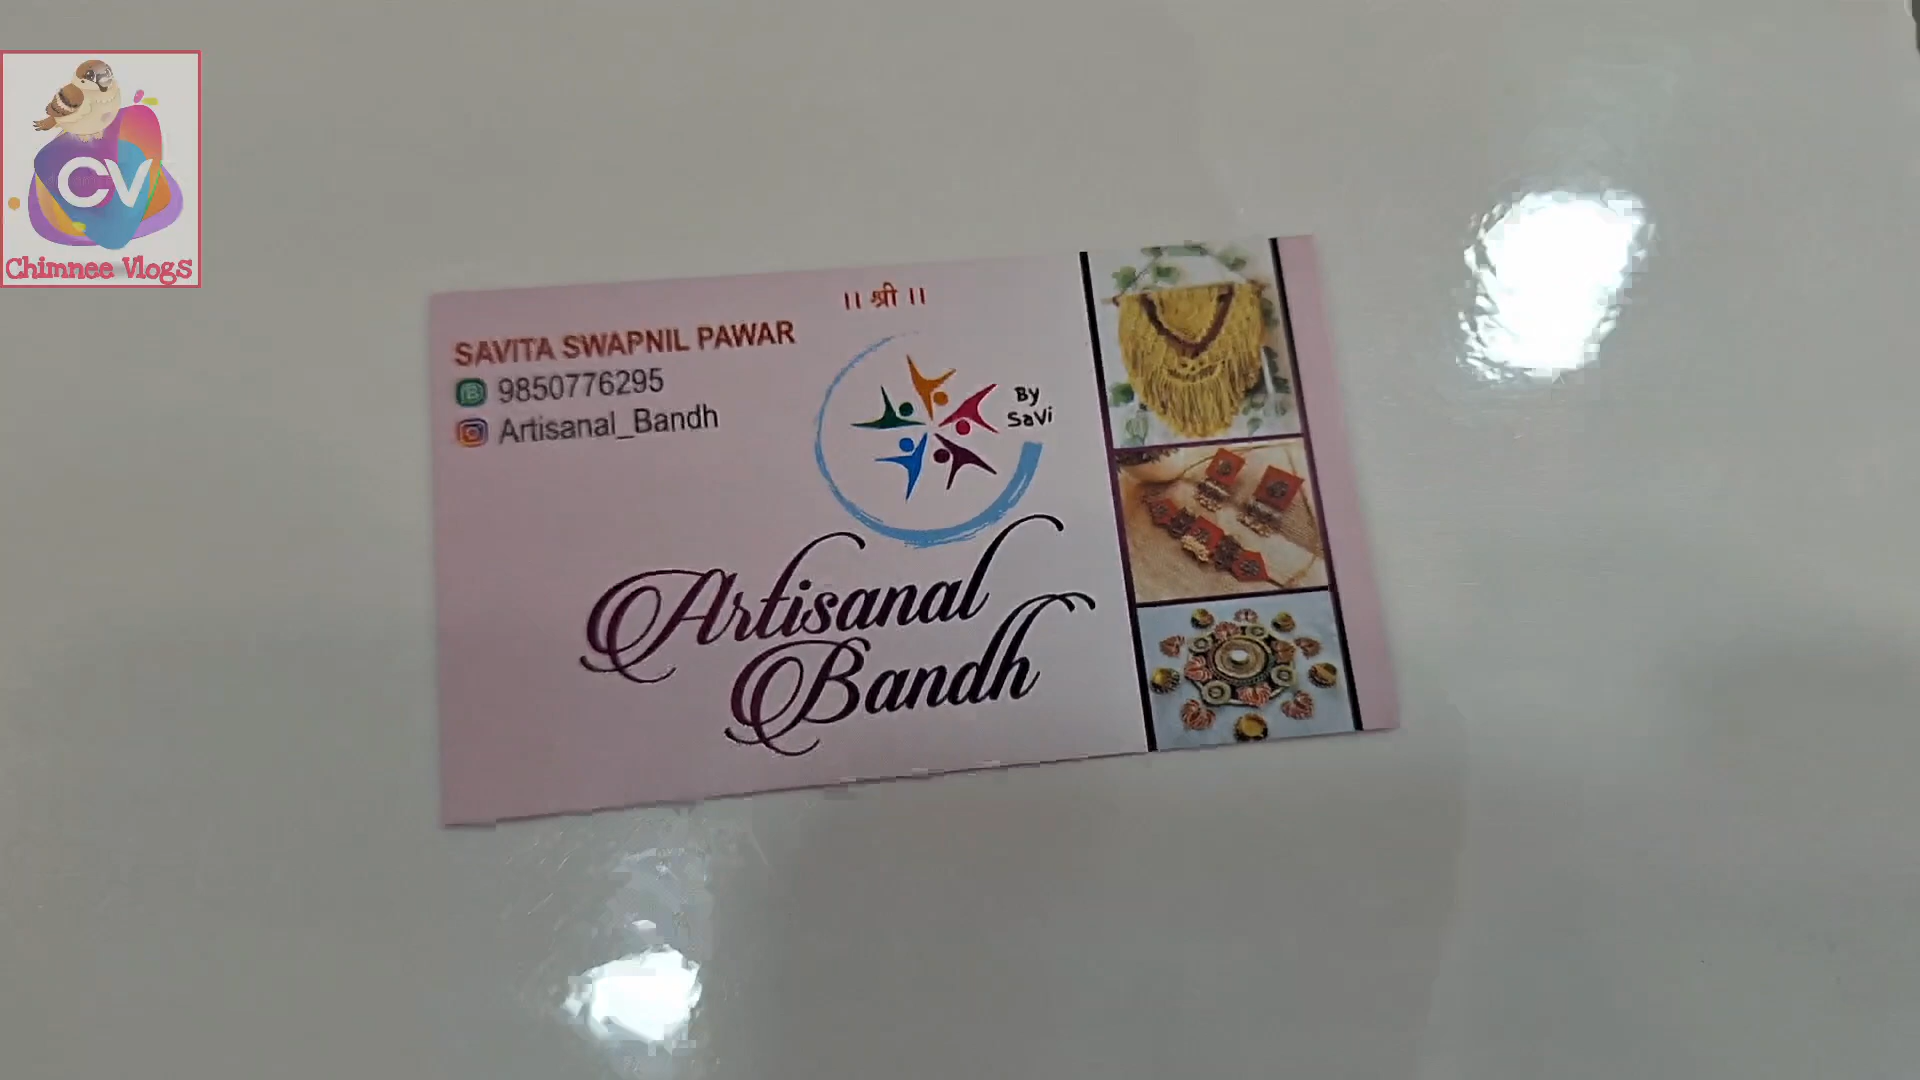 CV
Chimnee Vlogs
॥ श्री ॥
SAVITA SWAPNIL PAWAR
9850776295
Artisanal_Bandh
By
SaVi
Artisanal
Bandh